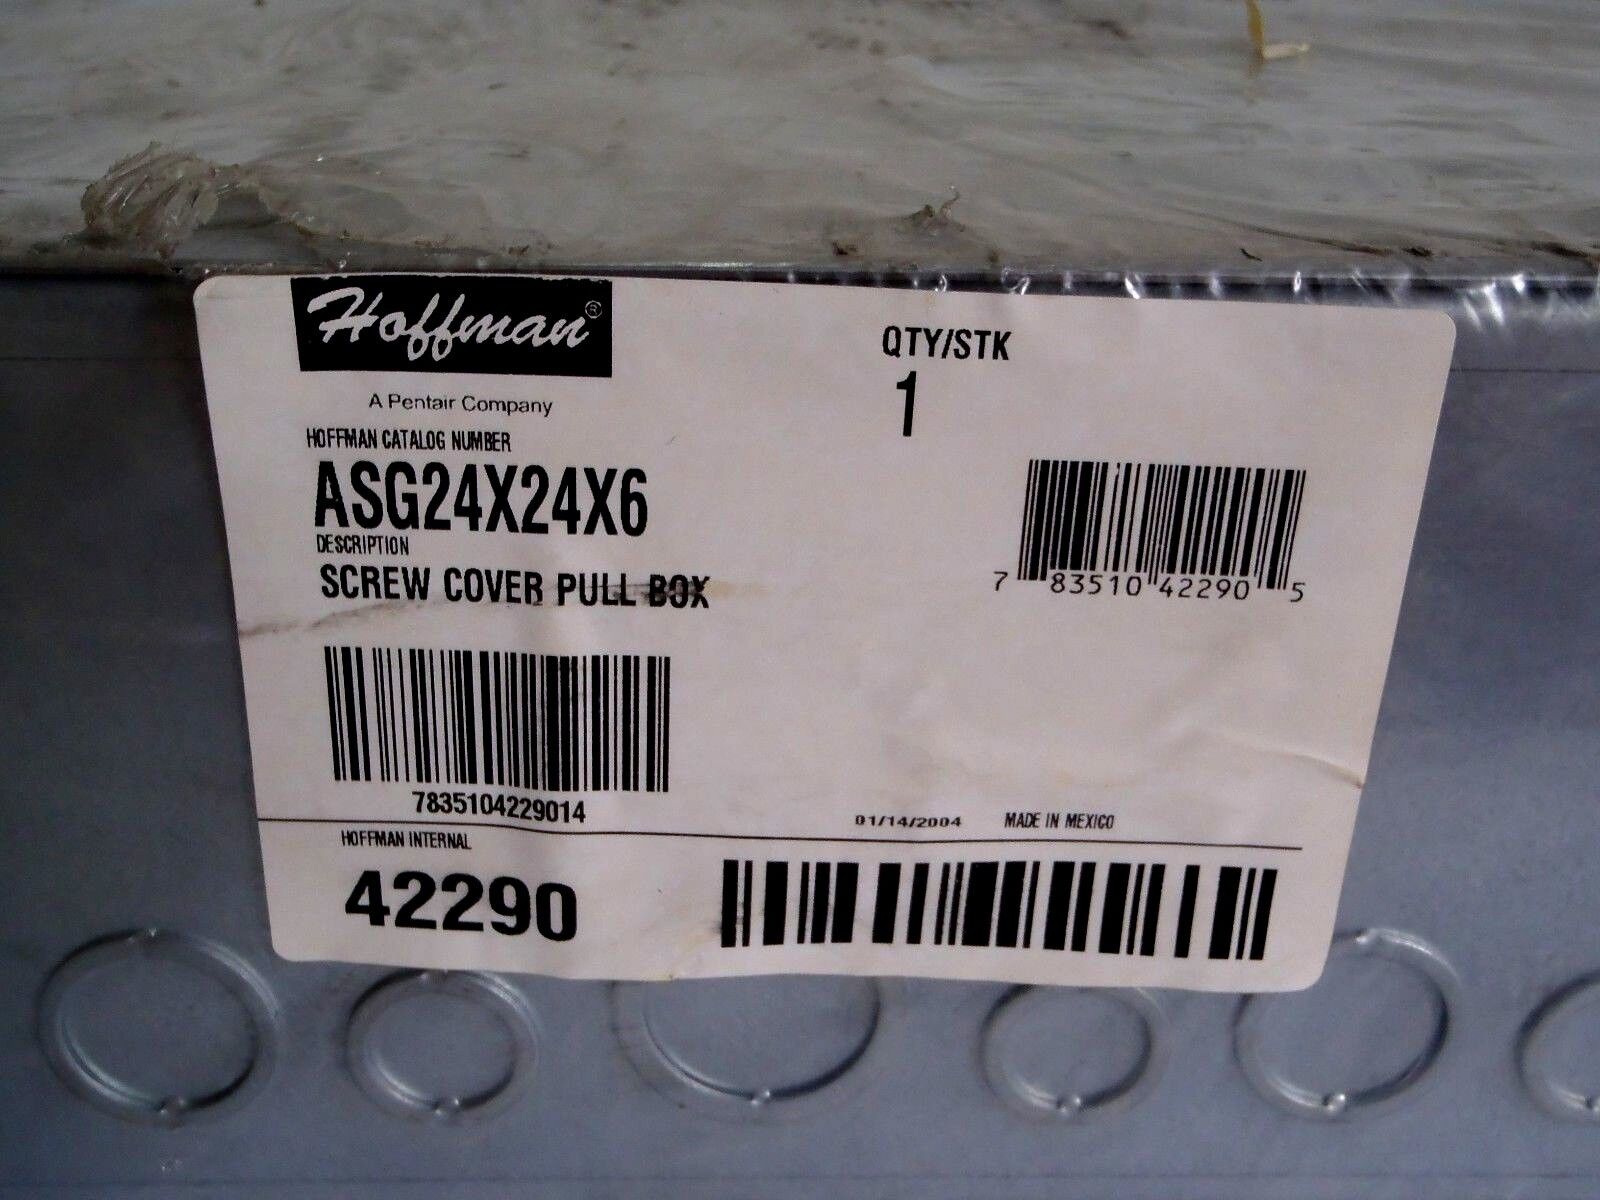 Hoffman®
A Pentair Company
HOFFMAN CATALOG NUMBER
ASG24X24X6
DESCRIPTION
SCREW COVER PULL BOX
7835104229014
QTY/STK
1
7 83510 42290 5
01/14/2004 MADE IN MEXICO
HOFFMAN INTERNAL
42290